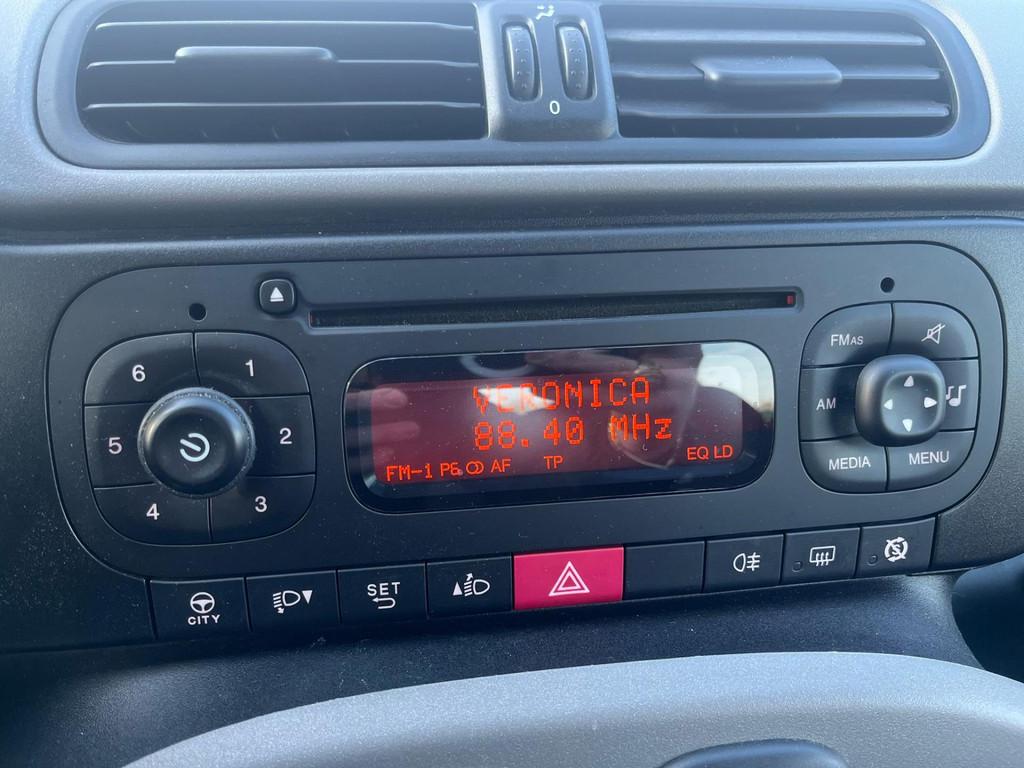 0
6
1
5
2
4
3
VERONICA
88.40 MHz
FM-1
AF
TP
EQ LD
FMAS
AM
MEDIA
MENU
CITY
SET